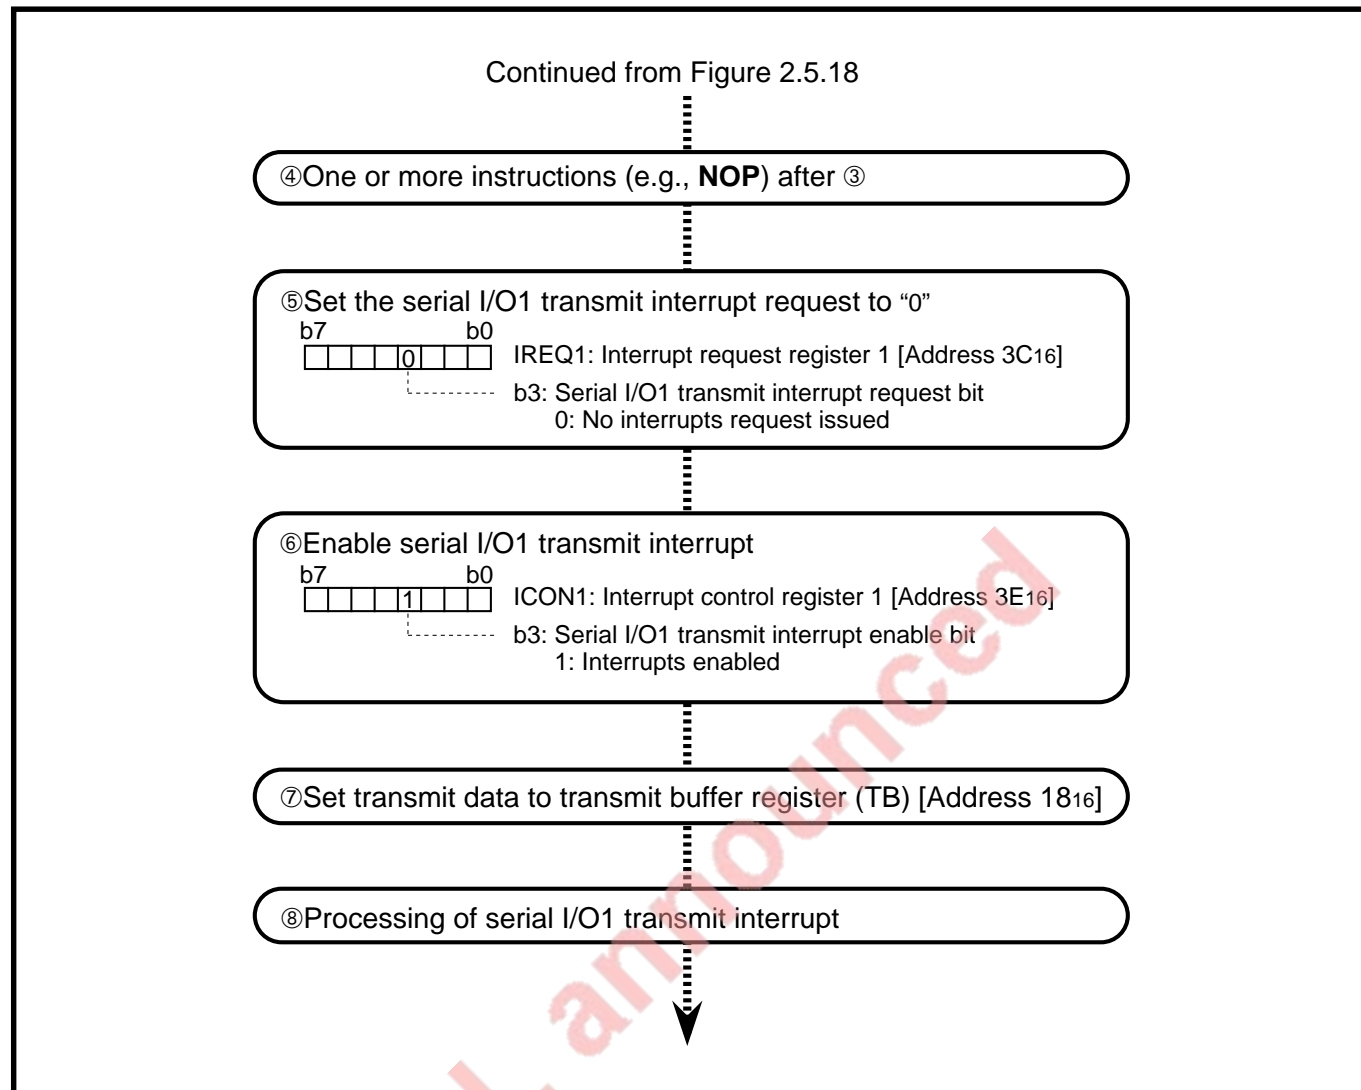 Continued from Figure 2.5.18
④One or more instructions (e.g., NOP) after ③
⑤Set the serial I/O1 transmit interrupt request to “0”
b7 b0
0 IREQ1: Interrupt request register 1 [Address 3C16]
b3: Serial I/O1 transmit interrupt request bit
0: No interrupts request issued
⑥Enable serial I/O1 transmit interrupt
b7 b0
1 ICON1: Interrupt control register 1 [Address 3E16]
b3: Serial I/O1 transmit interrupt enable bit
1: Interrupts enabled
⑦Set transmit data to transmit buffer register (TB) [Address 1816]
⑧Processing of serial I/O1 transmit interrupt
announced